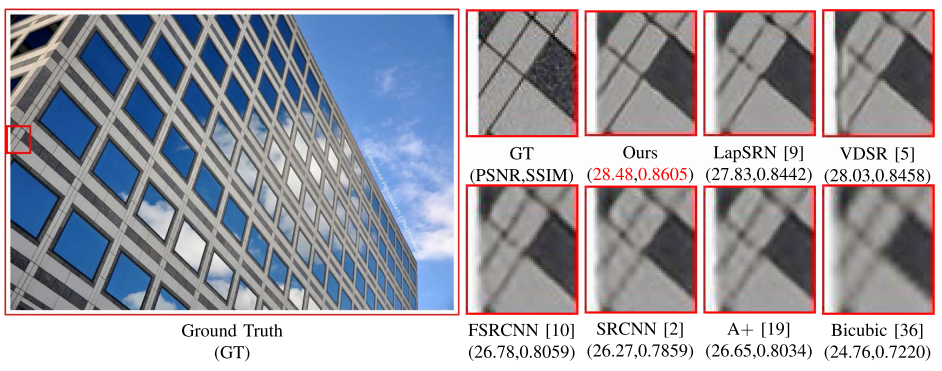 GT
(PSNR,SSIM)
Ours
(28.48,0.8605)
LapSRN [9]
(27.83,0.8442)
VDSR [5]
(28.03,0.8458)
FSRCNN [10]
(26.78,0.8059)
SRCNN [2]
(26.27,0.7859)
A+ [19]
(26.65,0.8034)
Bicubic [36]
(24.76,0.7220)
Ground Truth
(GT)